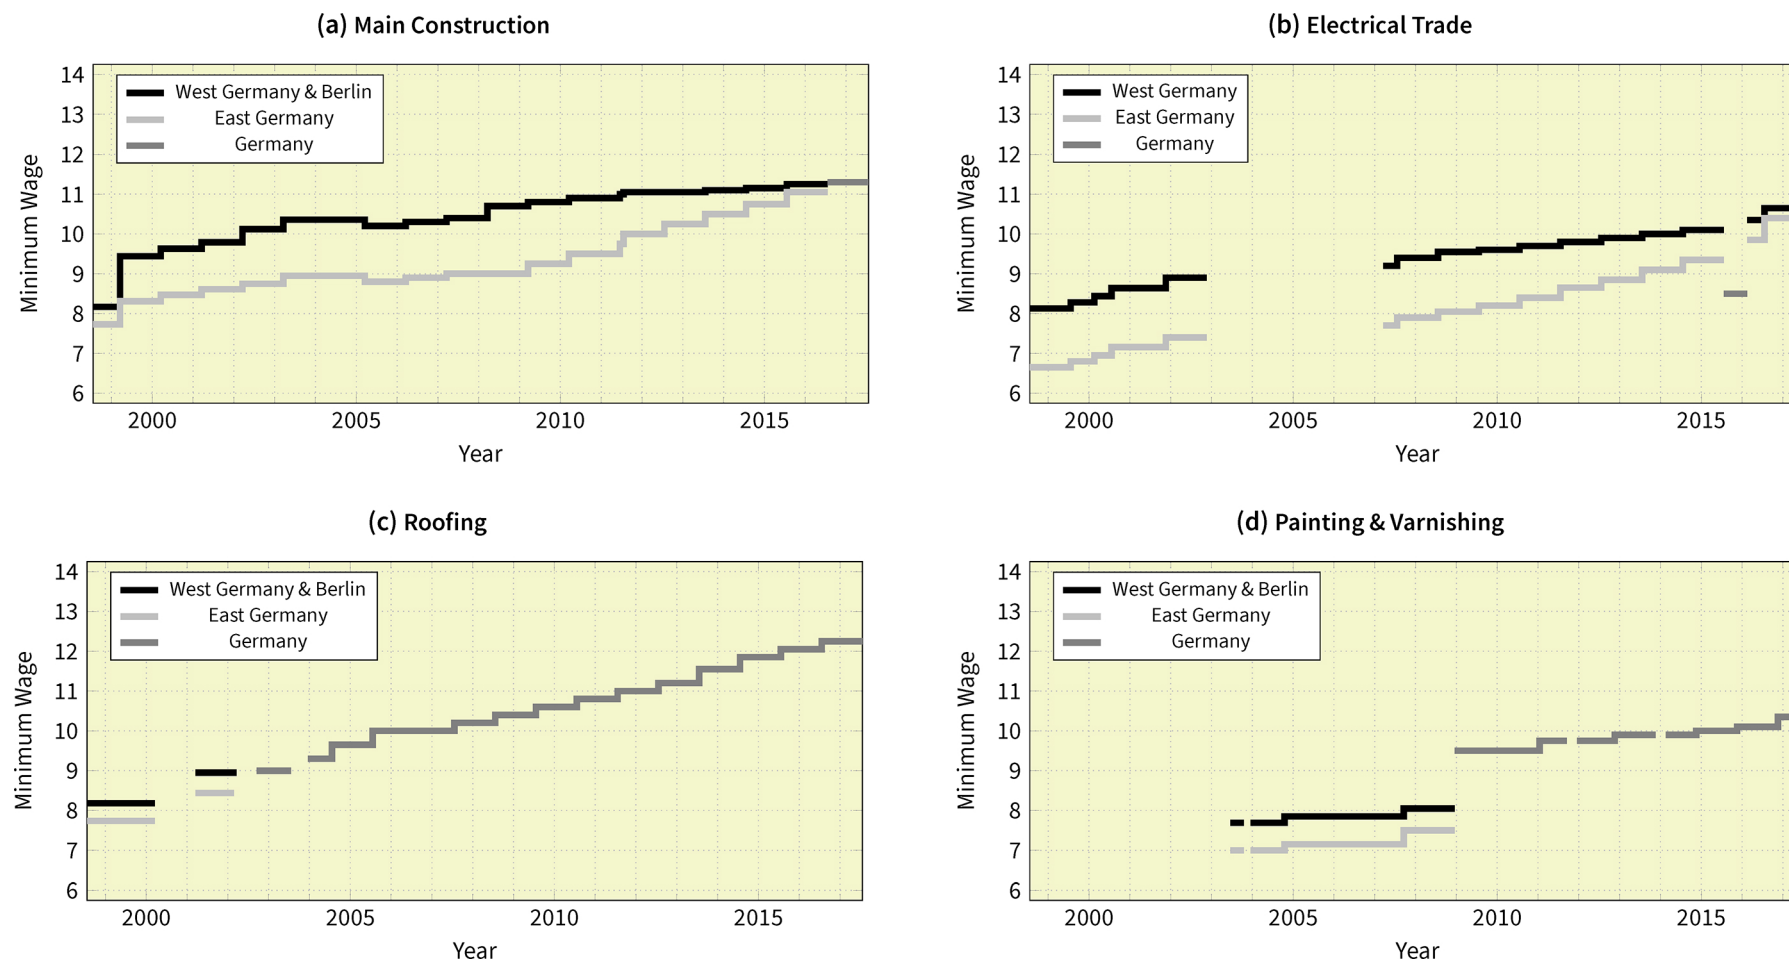 (a) Main Construction
14
13
12
11
10
9
8
7
6
Minimum Wage
West Germany & Berlin
East Germany
Germany
2000 2005 2010 2015
Year
(b) Electrical Trade
14
13
12
11
10
9
8
7
6
Minimum Wage
West Germany
East Germany
Germany
2000 2005 2010 2015
Year
(c) Roofing
14
13
12
11
10
9
8
7
6
Minimum Wage
West Germany & Berlin
East Germany
Germany
2000 2005 2010 2015
Year
(d) Painting & Varnishing
14
13
12
11
10
9
8
7
6
Minimum Wage
West Germany & Berlin
East Germany
Germany
2000 2005 2010 2015
Year